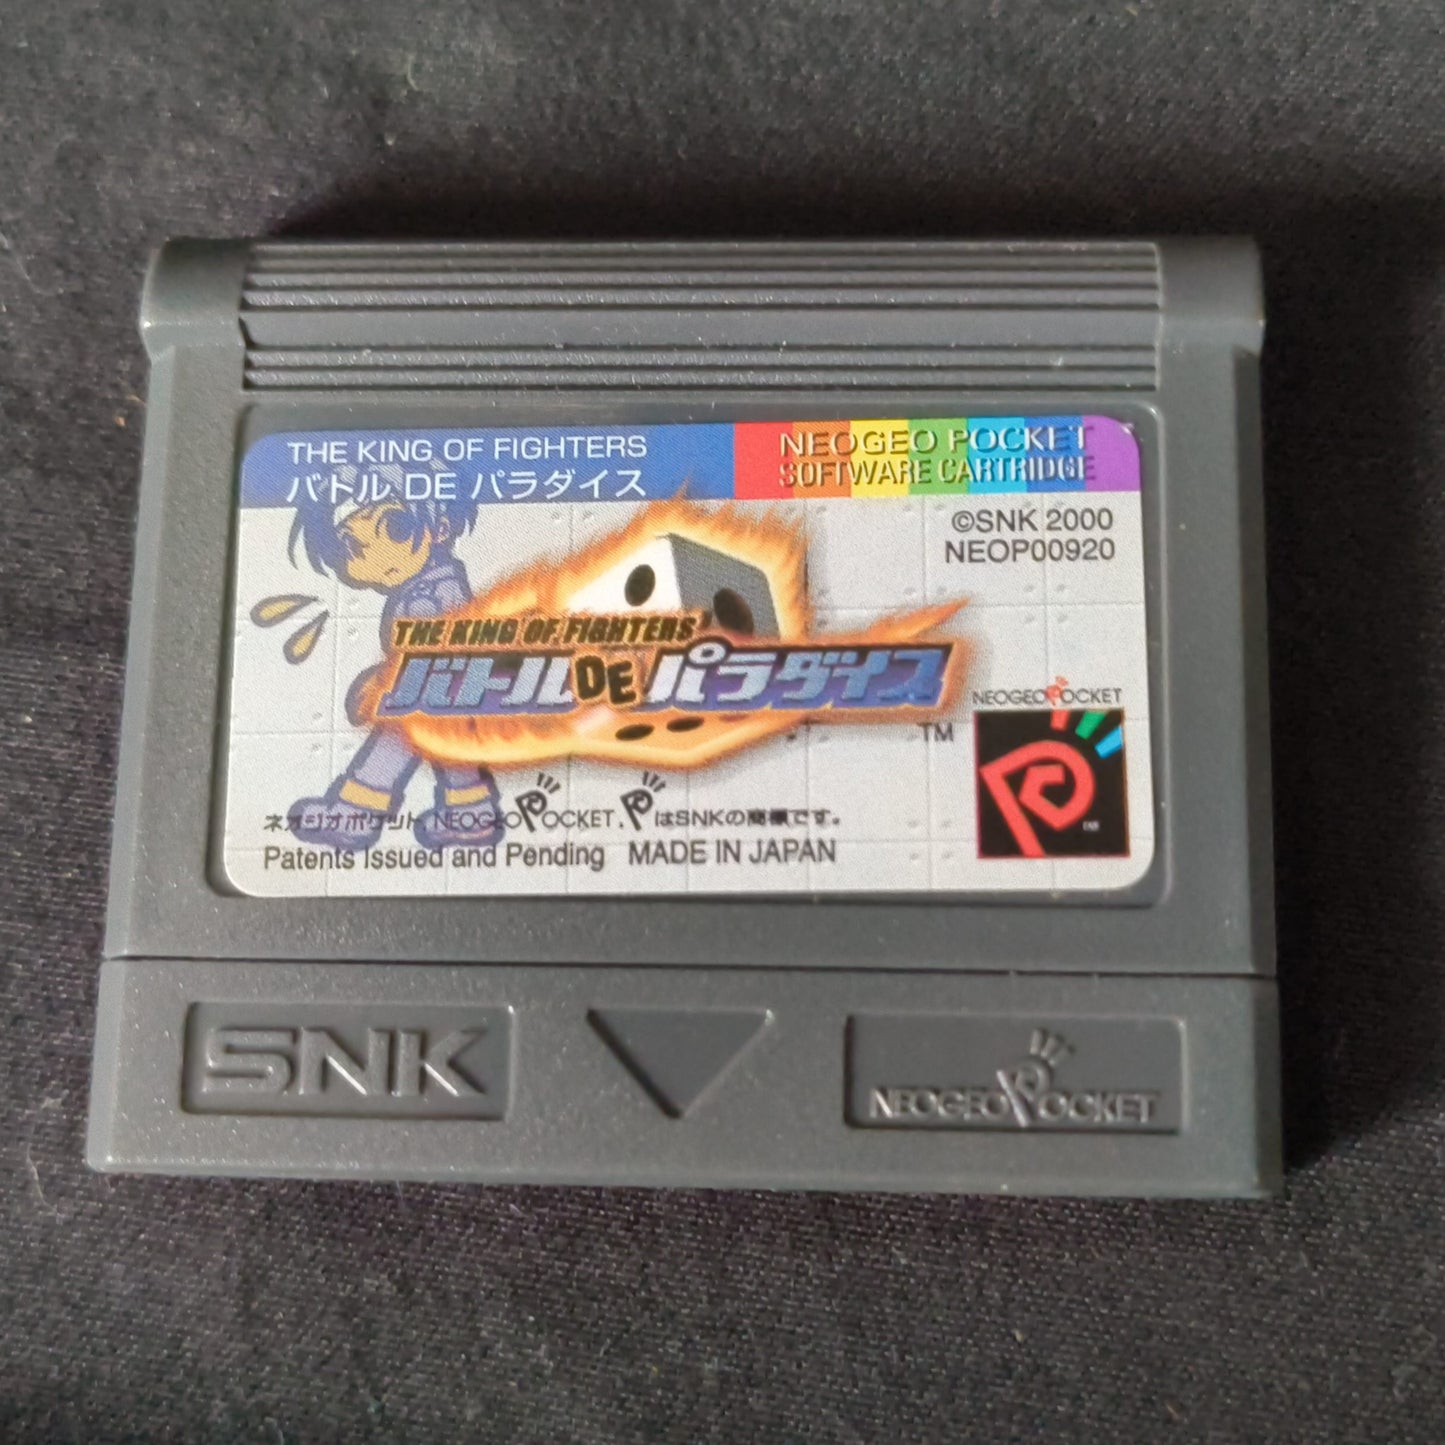 THE KING OF FIGHTERS
バトル DE パラダイス
NEOGEO POCKET
SOFTWARE CARTRIDGE
©SNK 2000
NEOP00920
THE KING OF FIGHTERS
バトル DE パラダイス
TM
NEOGEO POCKET
TM
ネオジオポケット, NEOGEO POCKET, P はSNKの商標です。
Patents Issued and Pending MADE IN JAPAN
SNK
NEOGEO POCKET